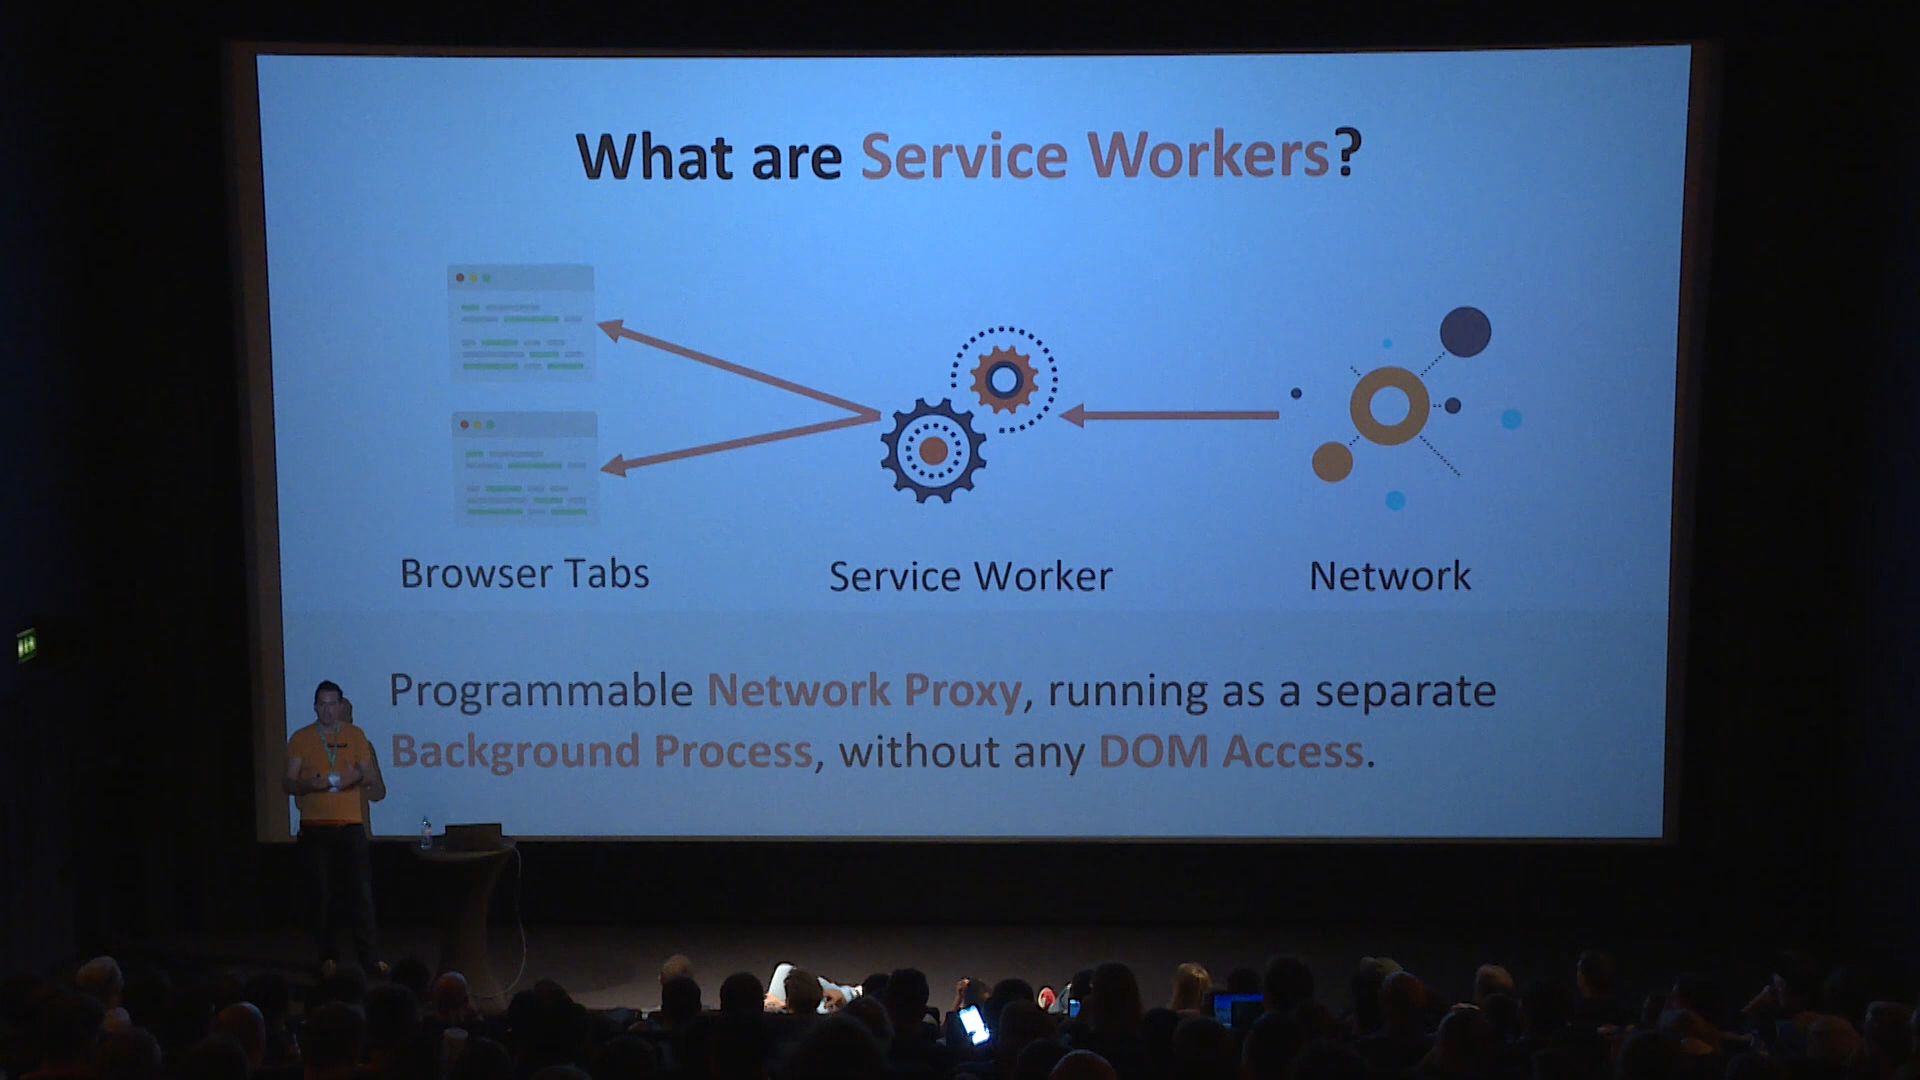 What are Service Workers?
Browser Tabs
Service Worker
Network
Programmable Network Proxy, running as a separate
Background Process, without any DOM Access.